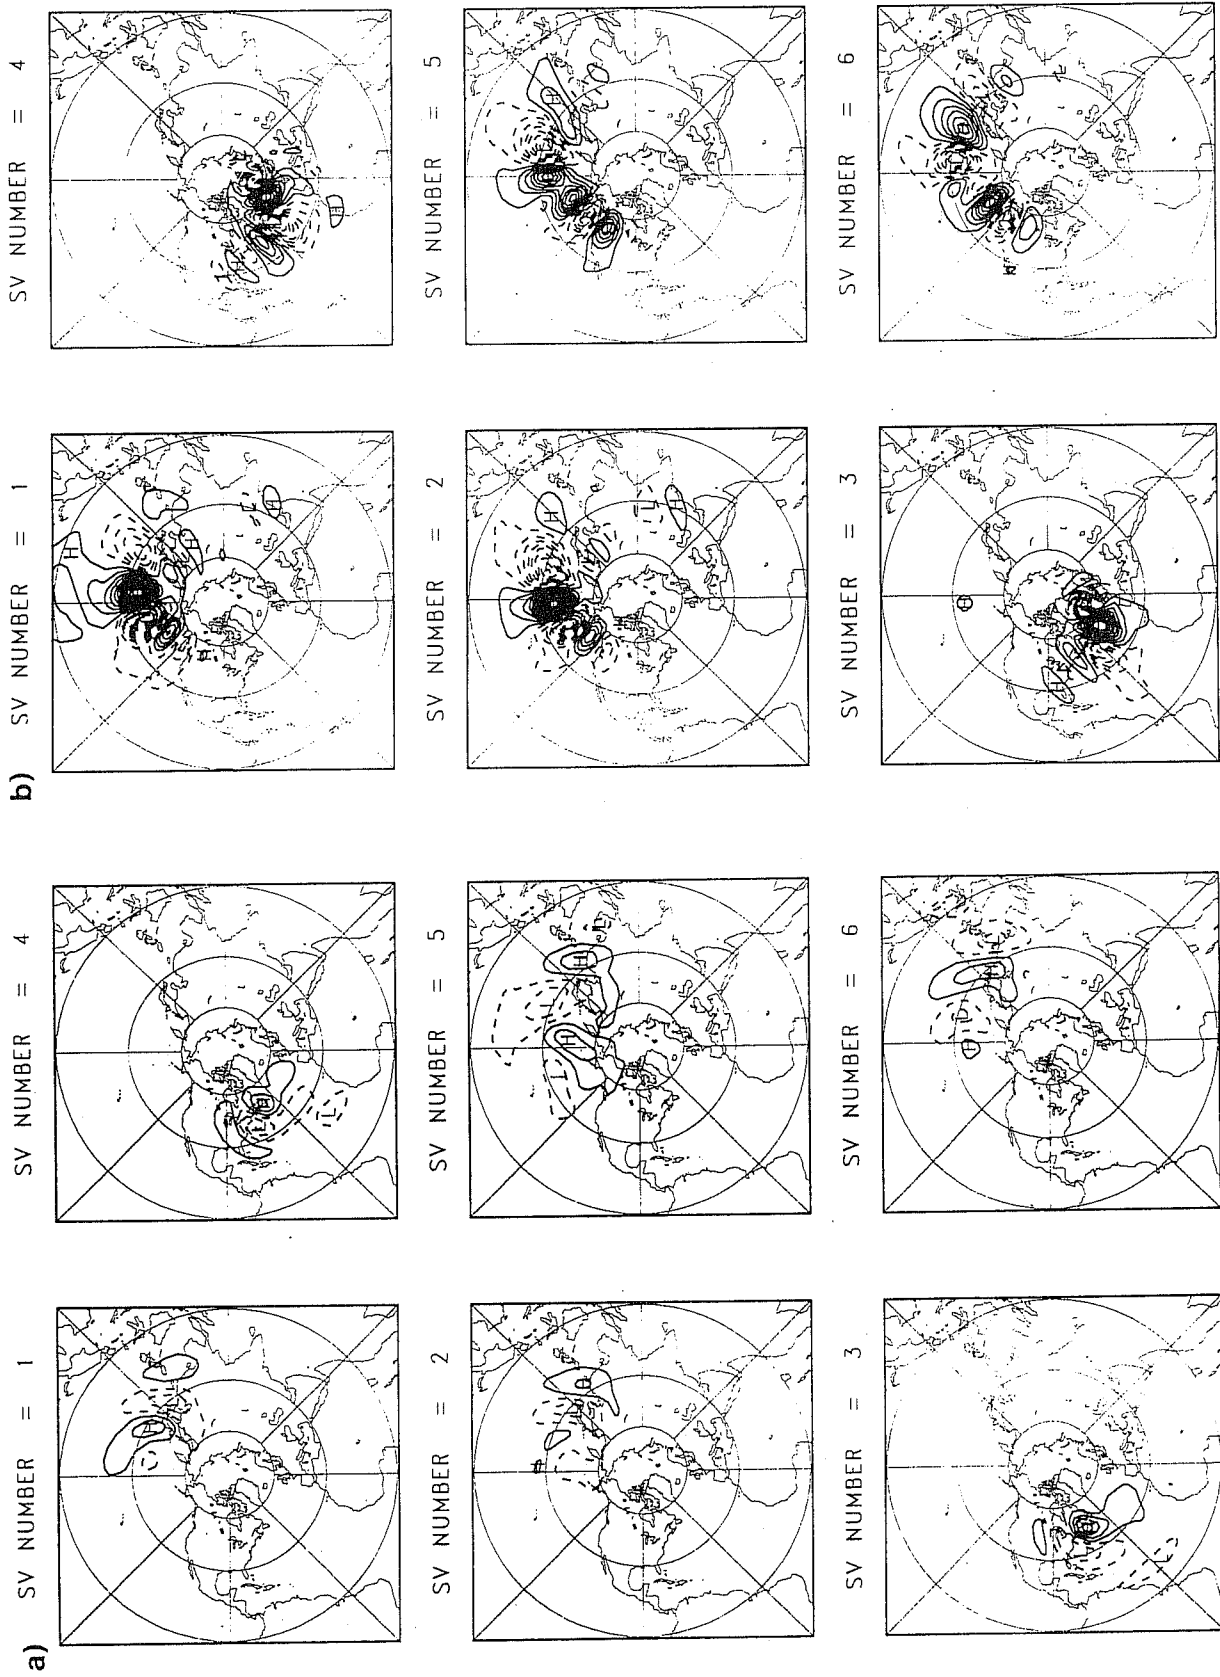 a)
SV NUMBER = 1
SV NUMBER = 4
SV NUMBER = 2
SV NUMBER = 5
SV NUMBER = 3
SV NUMBER = 6
b)
SV NUMBER = 1
SV NUMBER = 4
SV NUMBER = 2
SV NUMBER = 5
SV NUMBER = 3
SV NUMBER = 6